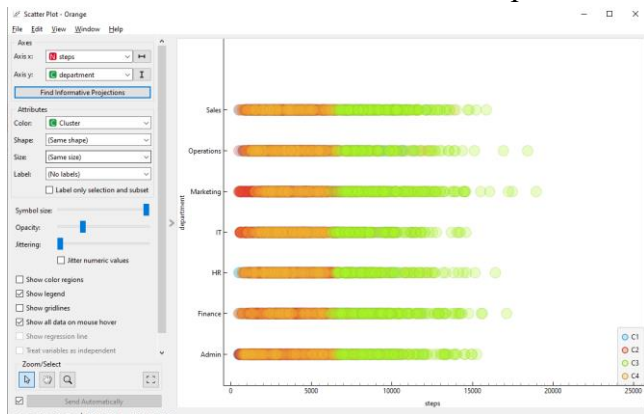 Scatter Plot - Orange
File Edit View Window Help
Axes
Axis x: N steps
Axis y: C department
Find Informative Projections
Attributes
Color: C Cluster
Shape: (Same shape)
Size: (Same size)
Label: (No labels)
Label only selection and subset
Symbol size:
Opacity:
Jittering:
Jitter numeric values
Show color regions
Show legend
Show gridlines
Show all data on mouse hover
Show regression line
Treat variables as independent
Zoom/Select
Send Automatically
department
Sales
Operations
Marketing
IT
HR
Finance
Admin
C1
C2
C3
C4
0 5000 10000 15000 20000 25000
steps